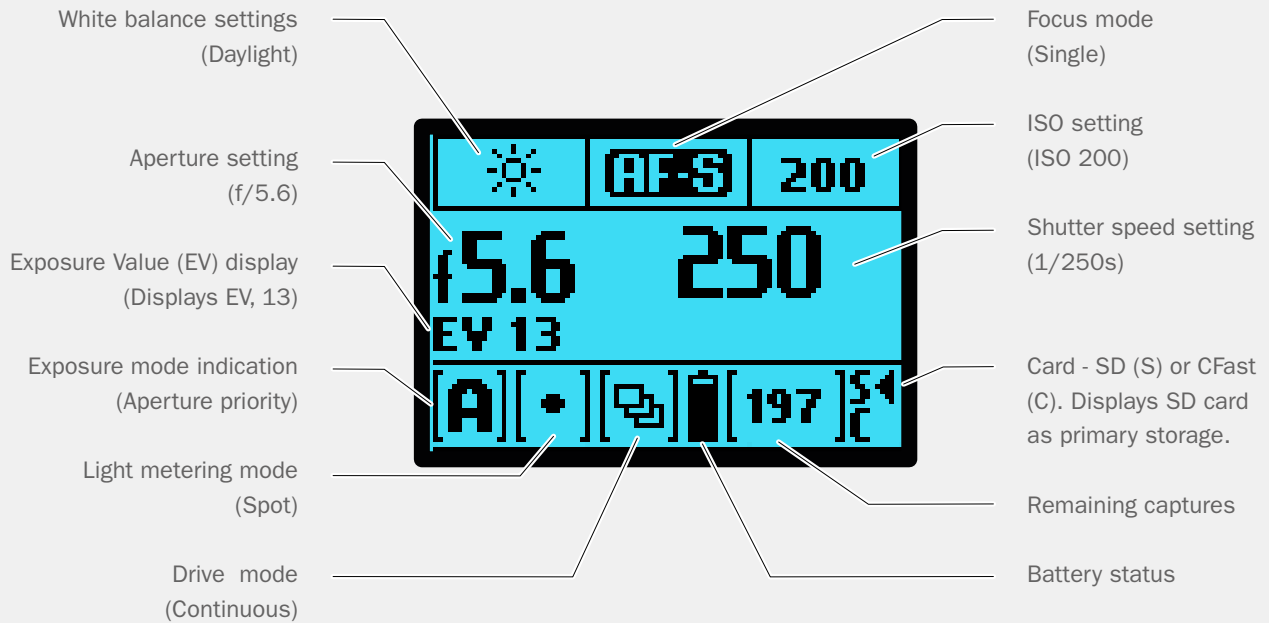 White balance settings
(Daylight)
Aperture setting
(f/5.6)
Exposure Value (EV) display
(Displays EV, 13)
Exposure mode indication
(Aperture priority)
Light metering mode
(Spot)
Drive mode
(Continuous)
AF-S
200
f5.6
250
EV 13
[A][•][ ][197]S
C
Focus mode
(Single)
ISO setting
(ISO 200)
Shutter speed setting
(1/250s)
Card - SD (S) or CFast
(C). Displays SD card
as primary storage.
Remaining captures
Battery status